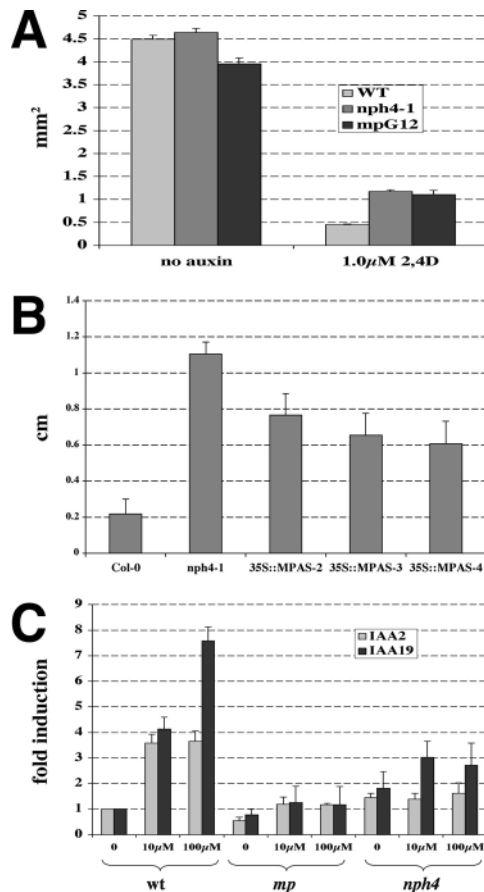 A
5
4.5
4
3.5
3
2.5
2
1.5
1
0.5
0
mm²
WT
nph4-1
mpG12
no auxin 1.0μM 2,4D
B
1.4
1.2
1
0.8
0.6
0.4
0.2
0
cm
Col-0 nph4-1 35S::MPAS-2 35S::MPAS-3 35S::MPAS-4
C
9
8
7
6
5
4
3
2
1
0
fold induction
IAA2
IAA19
0 10μM 100μM 0 10μM 100μM 0 10μM 100μM
wt mp nph4